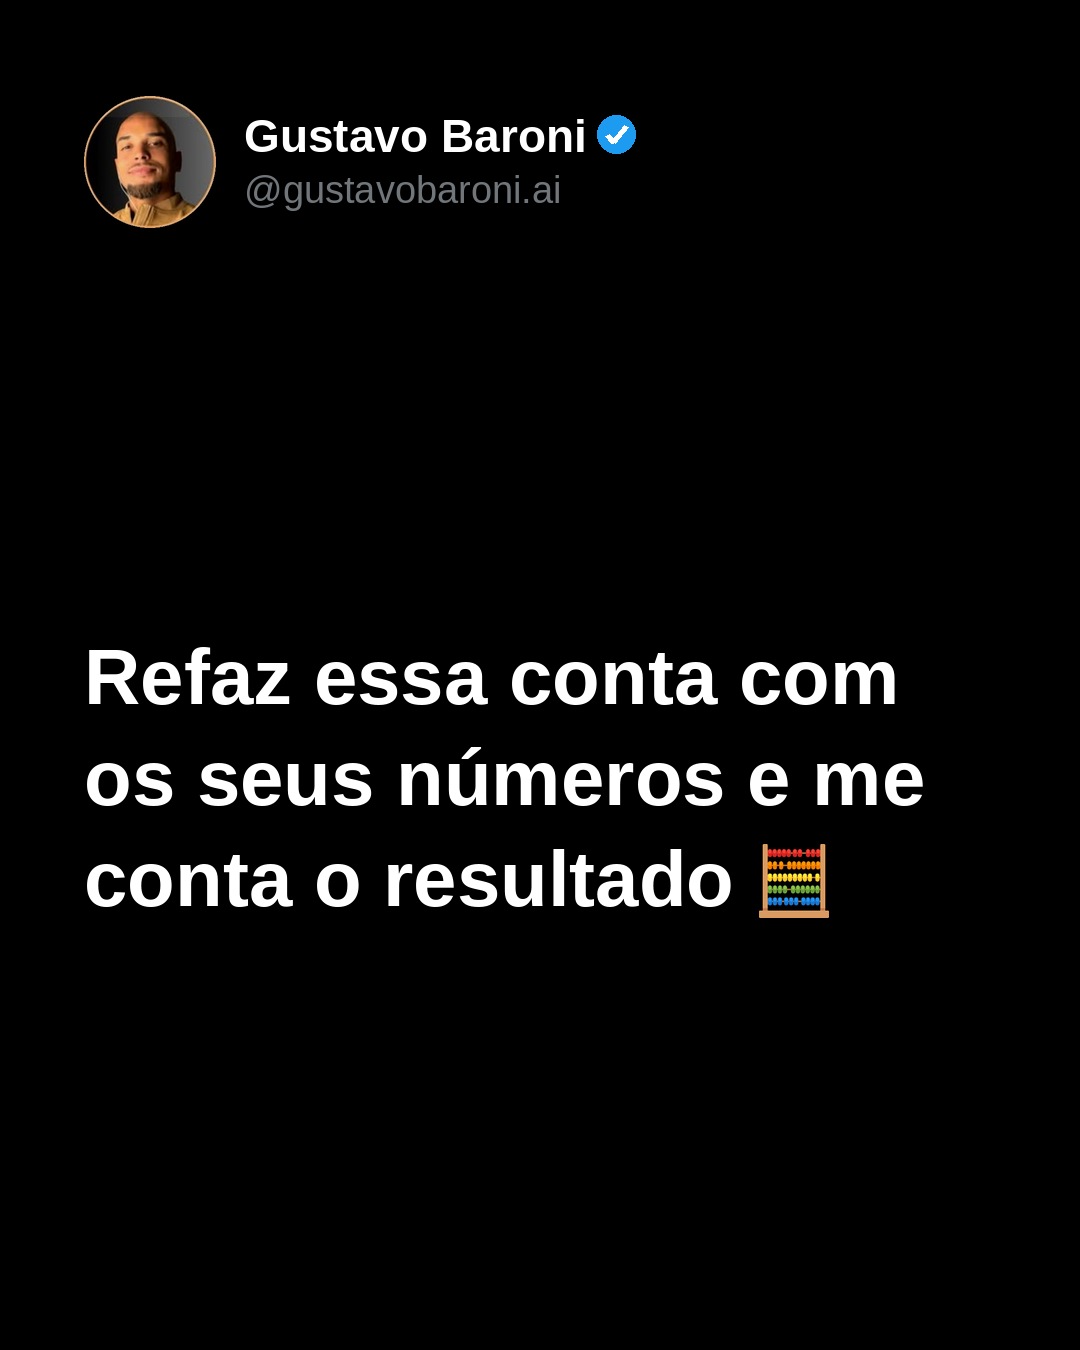 Gustavo Baroni
@gustavobaroni.ai
Refaz essa conta com
os seus números e me
conta o resultado 🧮